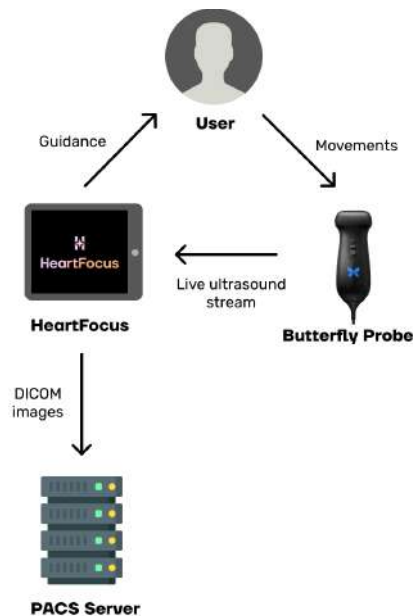 User
Guidance
Movements
HeartFocus
Live ultrasound
stream
HeartFocus
Butterfly Probe
DICOM
images
PACS Server